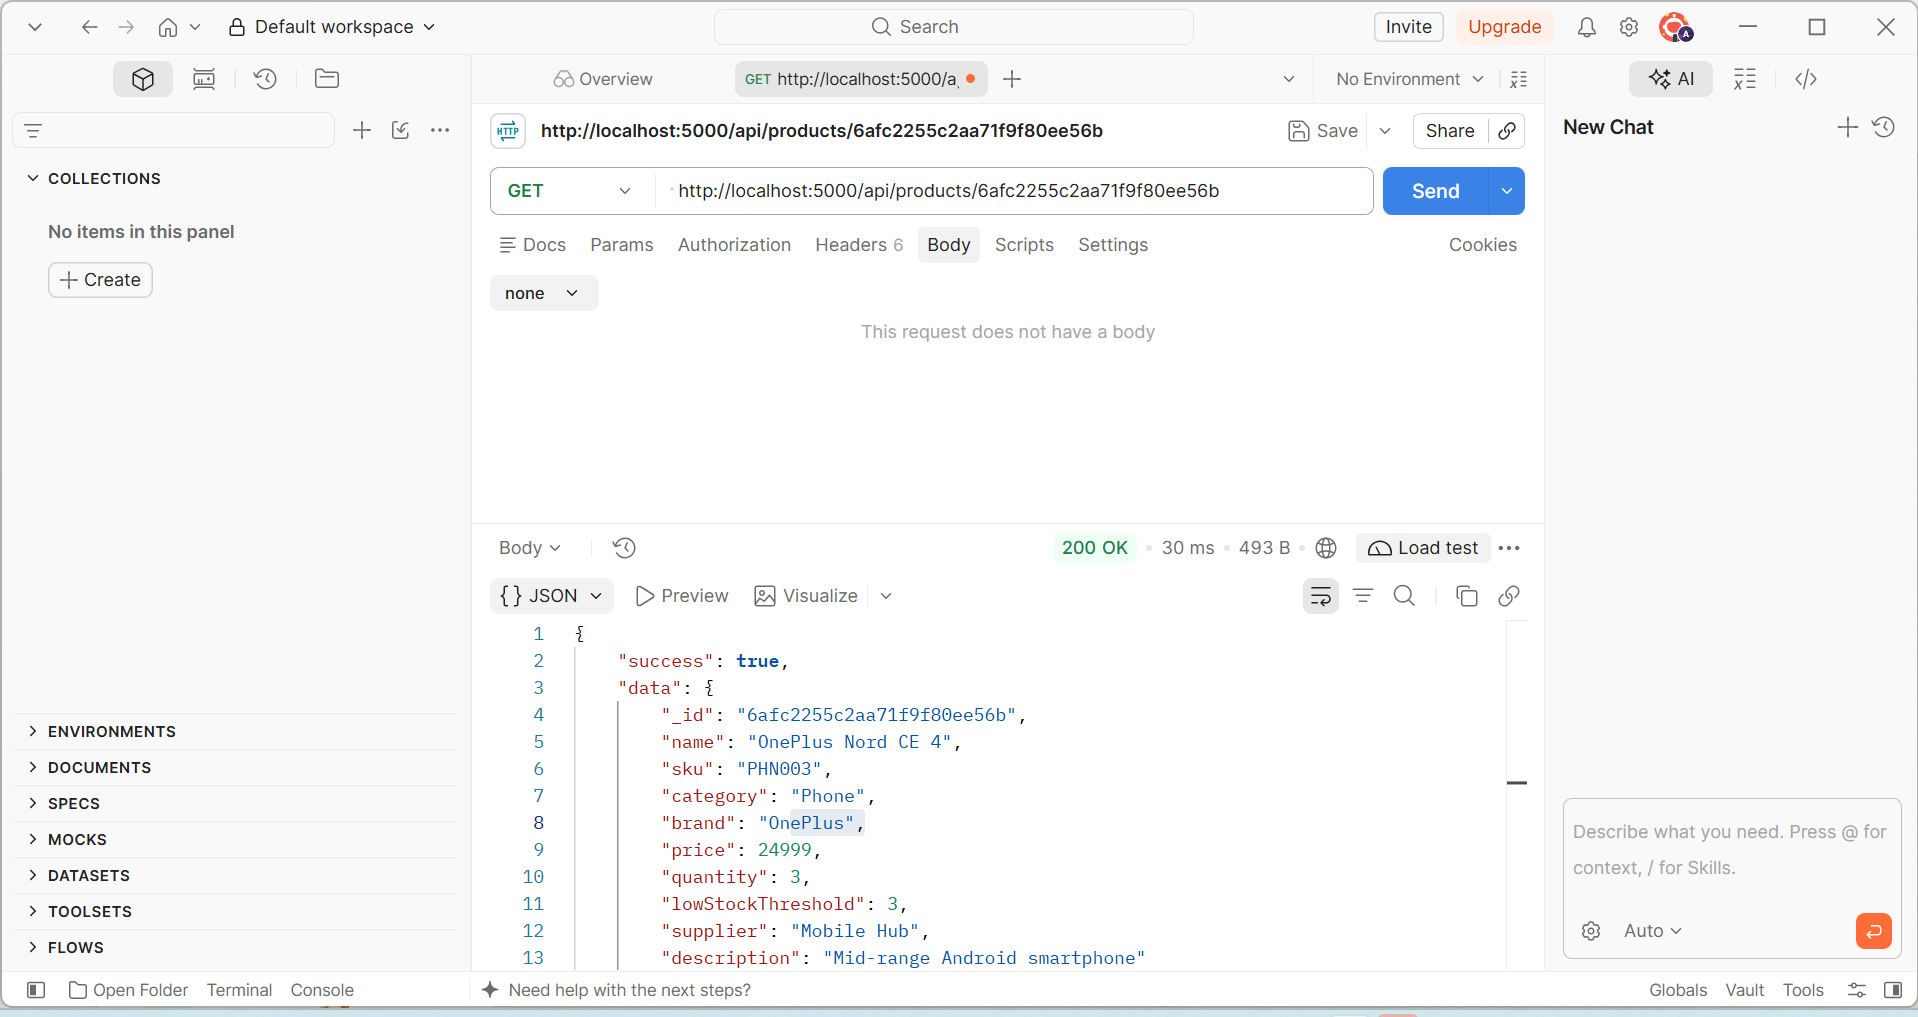 Default workspace
Search
Invite
Upgrade
A
Overview
GET http://localhost:5000/a
No Environment
AI
HTTP
http://localhost:5000/api/products/6afc2255c2aa71f9f80ee56b
Save
Share
New Chat
COLLECTIONS
GET
http://localhost:5000/api/products/6afc2255c2aa71f9f80ee56b
Send
No items in this panel
Create
Docs
Params
Authorization
Headers 6
Body
Scripts
Settings
Cookies
none
This request does not have a body
Body
200 OK
30 ms
493 B
Load test
{} JSON
Preview
Visualize
1 {
2 "success": true,
3 "data": {
4 "_id": "6afc2255c2aa71f9f80ee56b",
5 "name": "OnePlus Nord CE 4",
6 "sku": "PHN003",
7 "category": "Phone",
8 "brand": "OnePlus",
9 "price": 24999,
10 "quantity": 3,
11 "lowStockThreshold": 3,
12 "supplier": "Mobile Hub",
13 "description": "Mid-range Android smartphone"
ENVIRONMENTS
DOCUMENTS
SPECS
MOCKS
DATASETS
TOOLSETS
FLOWS
Describe what you need. Press @ for
context, / for Skills.
Auto
Open Folder
Terminal
Console
Need help with the next steps?
Globals
Vault
Tools